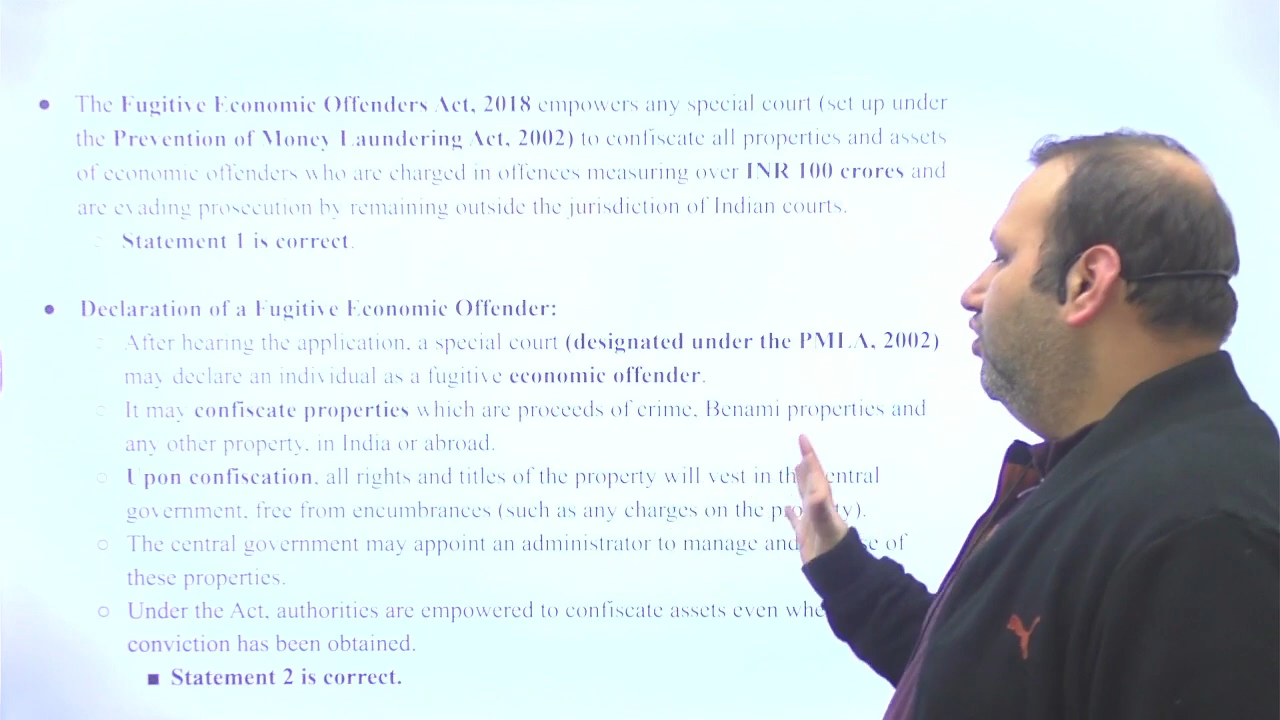 ● The Fugitive Economic Offenders Act, 2018 empowers any special court (set up under
the Prevention of Money Laundering Act, 2002) to confiscate all properties and assets
of economic offenders who are charged in offences measuring over INR 100 crores and
are evading prosecution by remaining outside the jurisdiction of Indian courts.
○ Statement 1 is correct.
● Declaration of a Fugitive Economic Offender:
○ After hearing the application, a special court (designated under the PMLA, 2002)
may declare an individual as a fugitive economic offender.
○ It may confiscate properties which are proceeds of crime, Benami properties and
any other property, in India or abroad.
○ Upon confiscation, all rights and titles of the property will vest in the central
government, free from encumbrances (such as any charges on the property).
○ The central government may appoint an administrator to manage and of
these properties.
○ Under the Act, authorities are empowered to confiscate assets even
conviction has been obtained.
■ Statement 2 is correct.